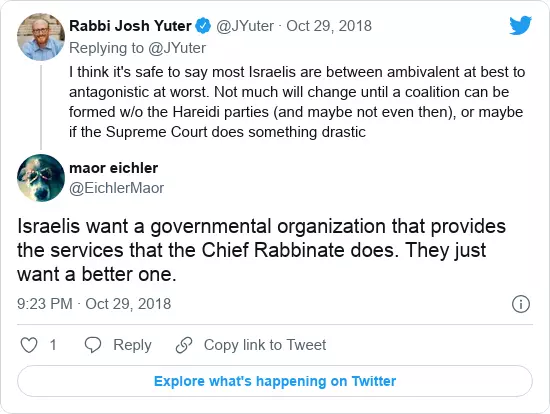 Rabbi Josh Yuter @JYuter · Oct 29, 2018
Replying to @JYuter
I think it's safe to say most Israelis are between ambivalent at best to
antagonistic at worst. Not much will change until a coalition can be
formed w/o the Hareidi parties (and maybe not even then), or maybe
if the Supreme Court does something drastic
maor eichler
@EichlerMaor
Israelis want a governmental organization that provides
the services that the Chief Rabbinate does. They just
want a better one.
9:23 PM · Oct 29, 2018
1 Reply Copy link to Tweet
Explore what's happening on Twitter